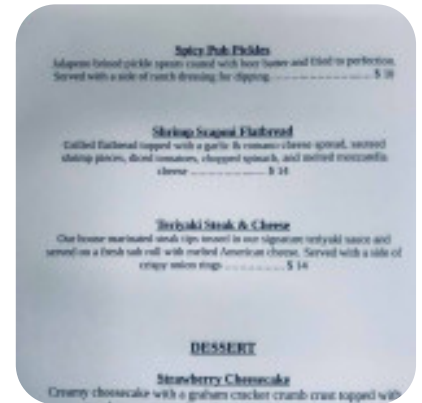 Spicy Pub Pickles
Jalapeno brined pickle spears coated with beer batter and fried to perfection.
Served with a side of ranch dressing for dipping. $ 10
Shrimp Scampi Flatbread
Grilled flatbread topped with a garlic & romano cheese spread, sauteed
shrimp pieces, diced tomatoes, chopped spinach, and melted mozzarella
cheese $ 14
Teriyaki Steak & Cheese
Our house marinated steak tips tossed in our signature teriyaki sauce and
served on a fresh sub roll with melted American cheese. Served with a side of
crispy onion rings $ 14
DESSERT
Strawberry Cheesecake
Creamy cheesecake with a graham cracker crumb crust topped with